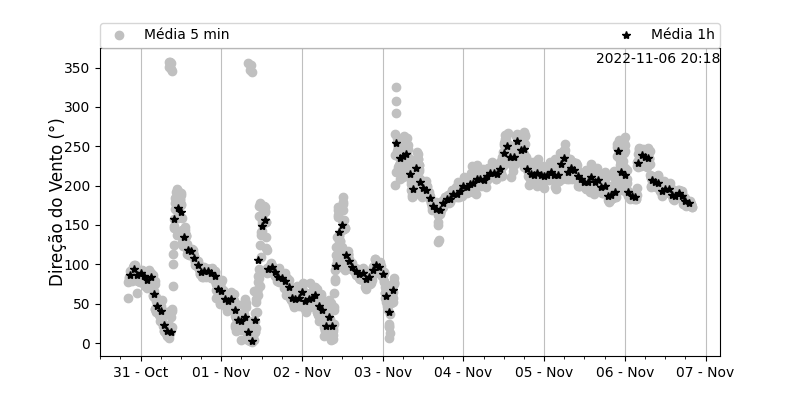 Média 5 min
Média 1h
2022-11-06 20:18
Direção do Vento (°)
350
300
250
200
150
100
50
0
31 - Oct
01 - Nov
02 - Nov
03 - Nov
04 - Nov
05 - Nov
06 - Nov
07 - Nov